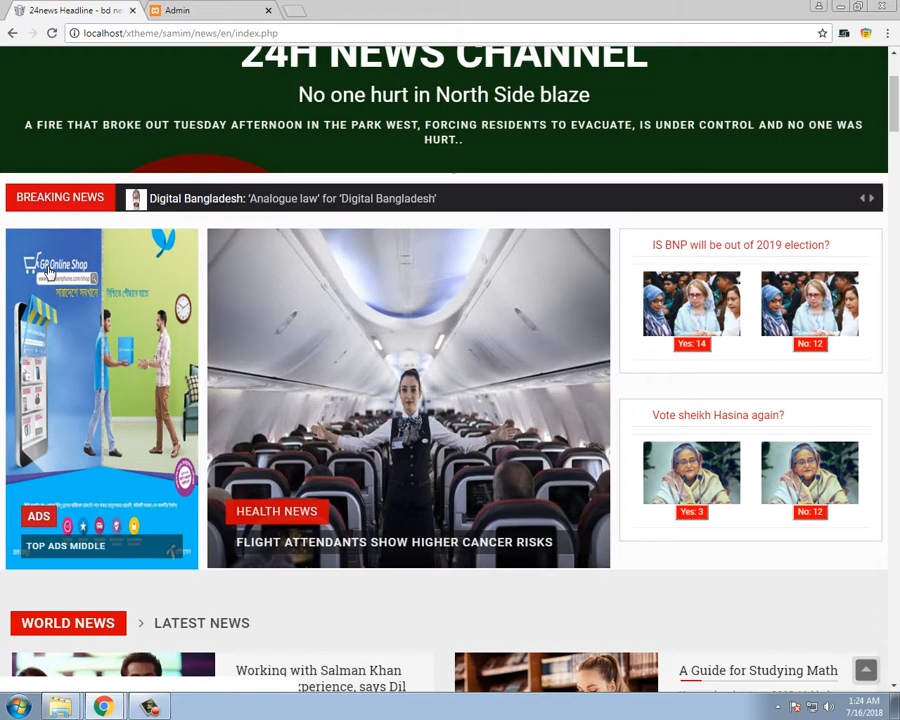 24news Headline - bd ne
Admin
localhost/xtheme/samim/news/en/index.php
24H NEWS CHANNEL
No one hurt in North Side blaze
A FIRE THAT BROKE OUT TUESDAY AFTERNOON IN THE PARK WEST, FORCING RESIDENTS TO EVACUATE, IS UNDER CONTROL AND NO ONE WAS
HURT..
BREAKING NEWS
Digital Bangladesh: 'Analogue law' for 'Digital Bangladesh'
GP Online Shop
সারাদেশে সবখানে নিশ্চিন্তে পৌঁছাবে হাতে
ADS
TOP ADS MIDDLE
HEALTH NEWS
FLIGHT ATTENDANTS SHOW HIGHER CANCER RISKS
IS BNP will be out of 2019 election?
Yes: 14
No: 12
Vote sheikh Hasina again?
Yes: 3
No: 12
WORLD NEWS
LATEST NEWS
Working with Salman Khan
perience, says Dil
A Guide for Studying Math
1:24 AM
7/16/2018